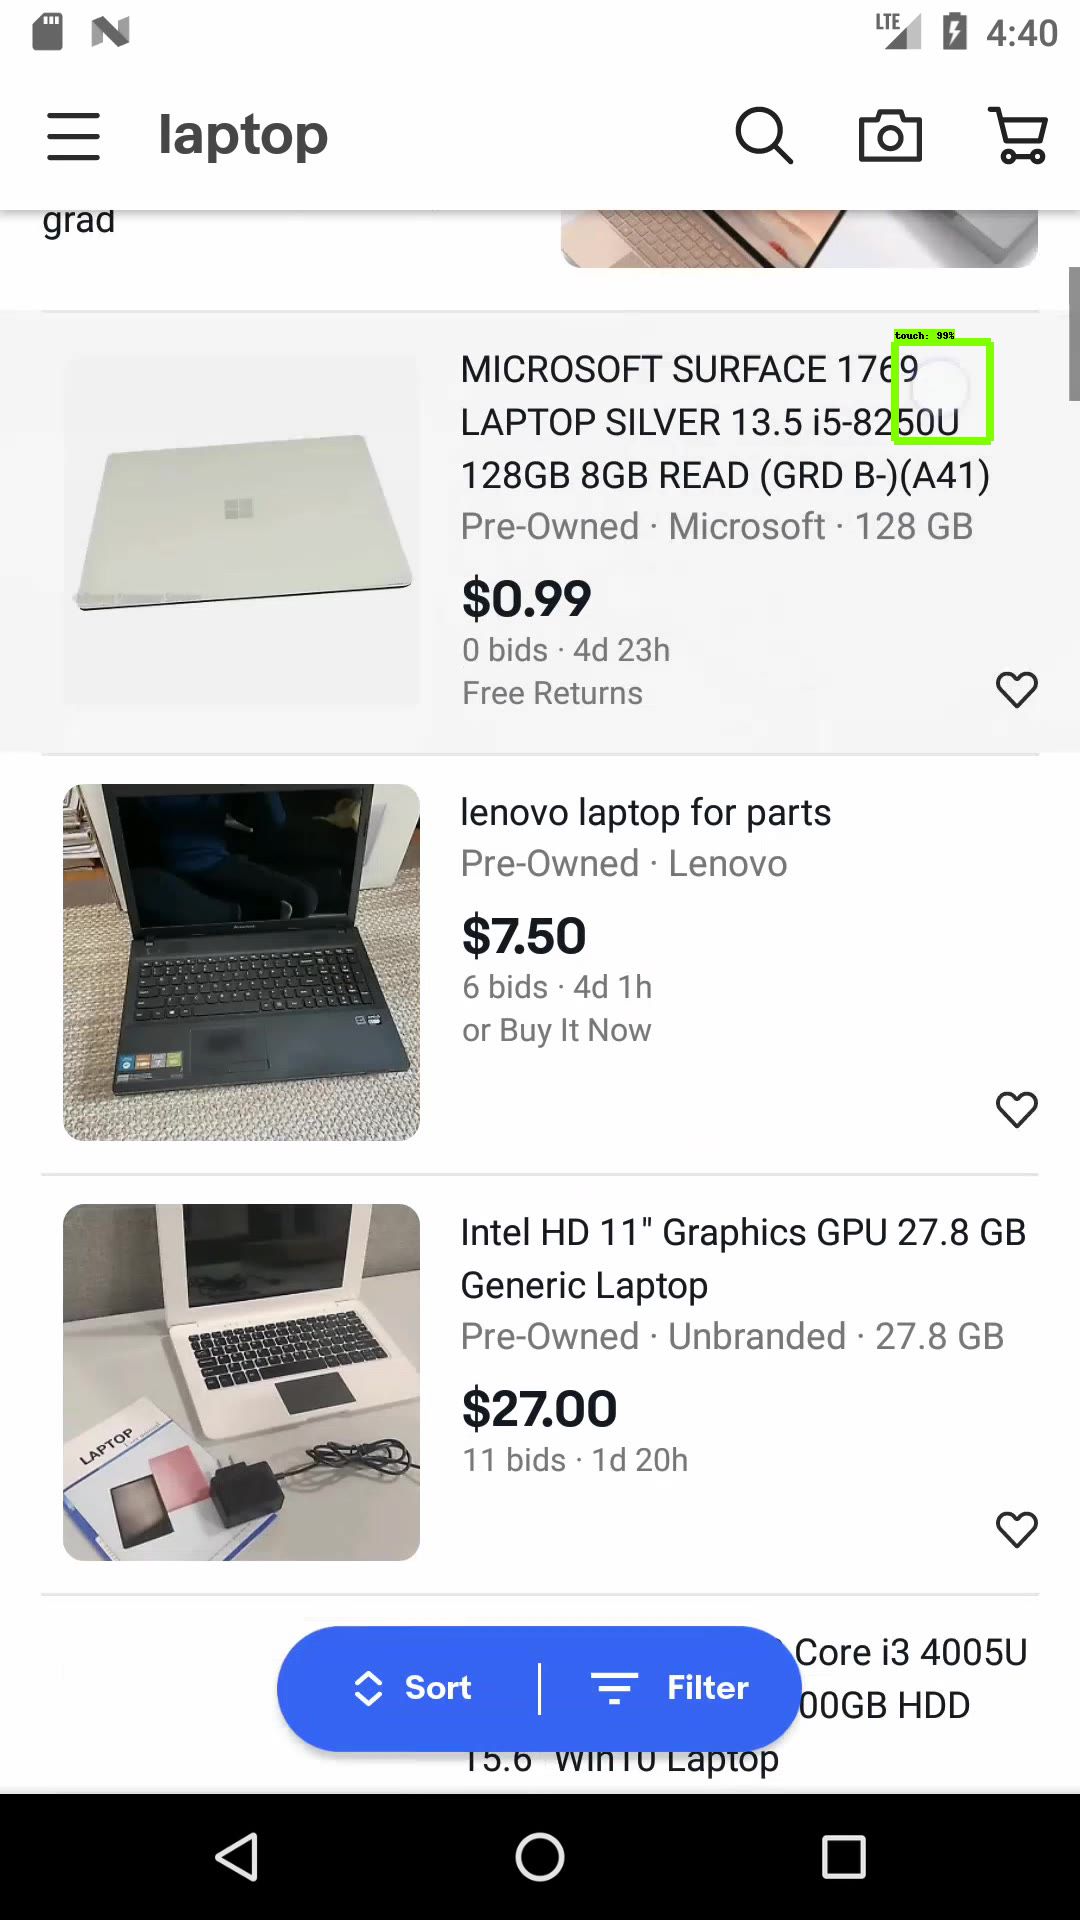 LTE 4:40
laptop
grad
touch: 99%
MICROSOFT SURFACE 1769
LAPTOP SILVER 13.5 i5-8250U
128GB 8GB READ (GRD B-)(A41)
Pre-Owned · Microsoft · 128 GB
$0.99
0 bids · 4d 23h
Free Returns
lenovo laptop for parts
Pre-Owned · Lenovo
$7.50
6 bids · 4d 1h
or Buy It Now
Intel HD 11" Graphics GPU 27.8 GB
Generic Laptop
Pre-Owned · Unbranded · 27.8 GB
$27.00
11 bids · 1d 20h
LAPTOP
Core i3 4005U
00GB HDD
15.6" Win10 Laptop
Sort
Filter